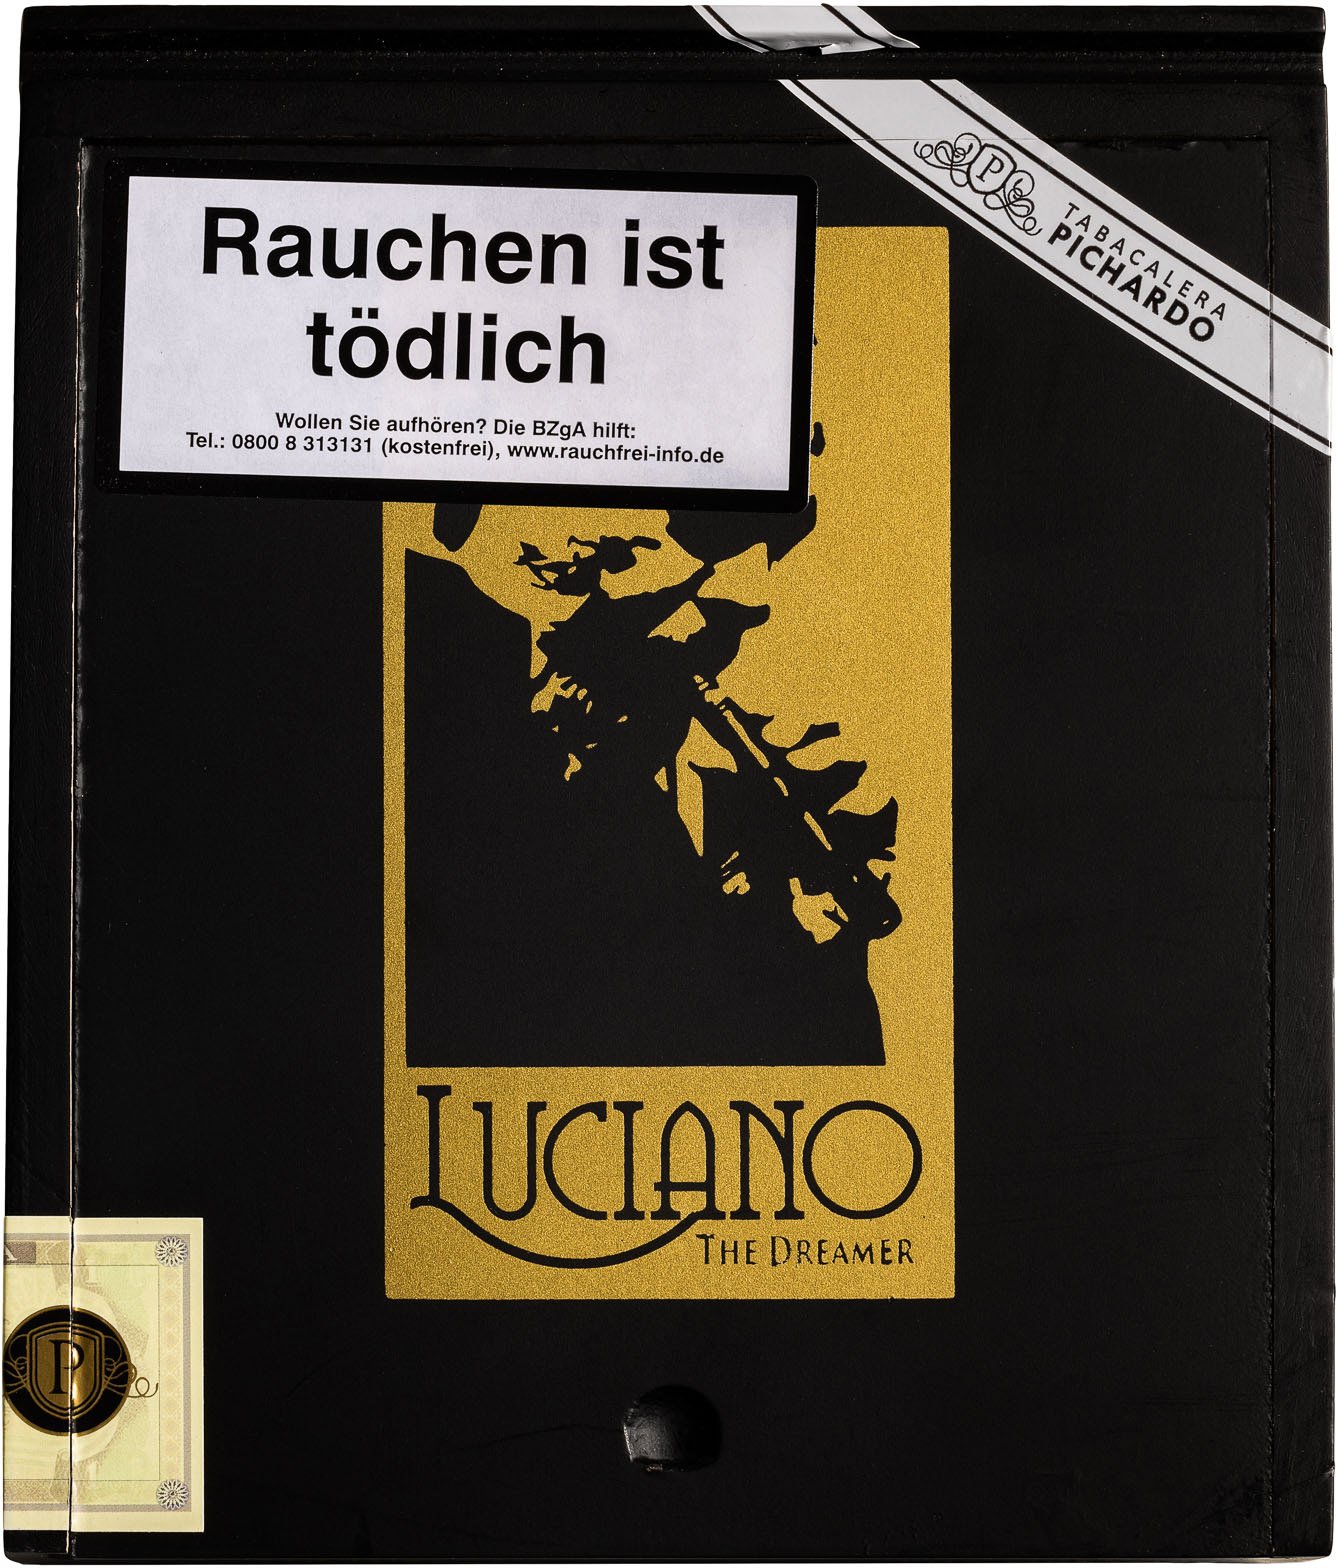 P
TABACALERA
PICHARDO
Rauchen ist
tödlich
Wollen Sie aufhören? Die BZgA hilft:
Tel.: 0800 8 313131 (kostenfrei), www.rauchfrei-info.de
LUCIANO
THE DREAMER
P